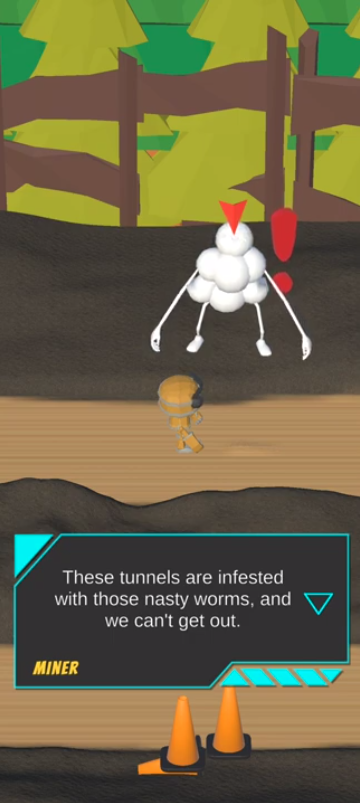 These tunnels are infested
with those nasty worms, and
we can't get out.
MINER